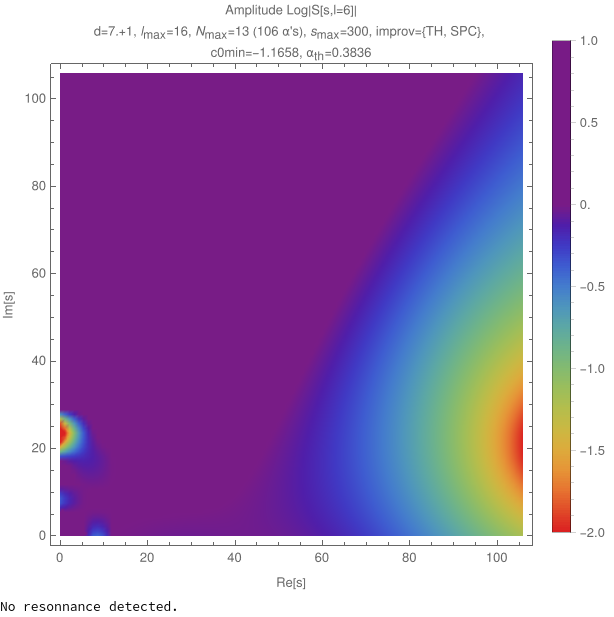 Amplitude Log|S[s,l=6]|
d=7.+1, lmax=16, Nmax=13 (106 α's), smax=300, improv={TH, SPC},
c0min=−1.1658, αth=0.3836
1.0
0.5
0.
−0.5
−1.0
−1.5
−2.0
100
80
60
40
20
0
Im[s]
0 20 40 60 80 100
Re[s]
No resonnance detected.